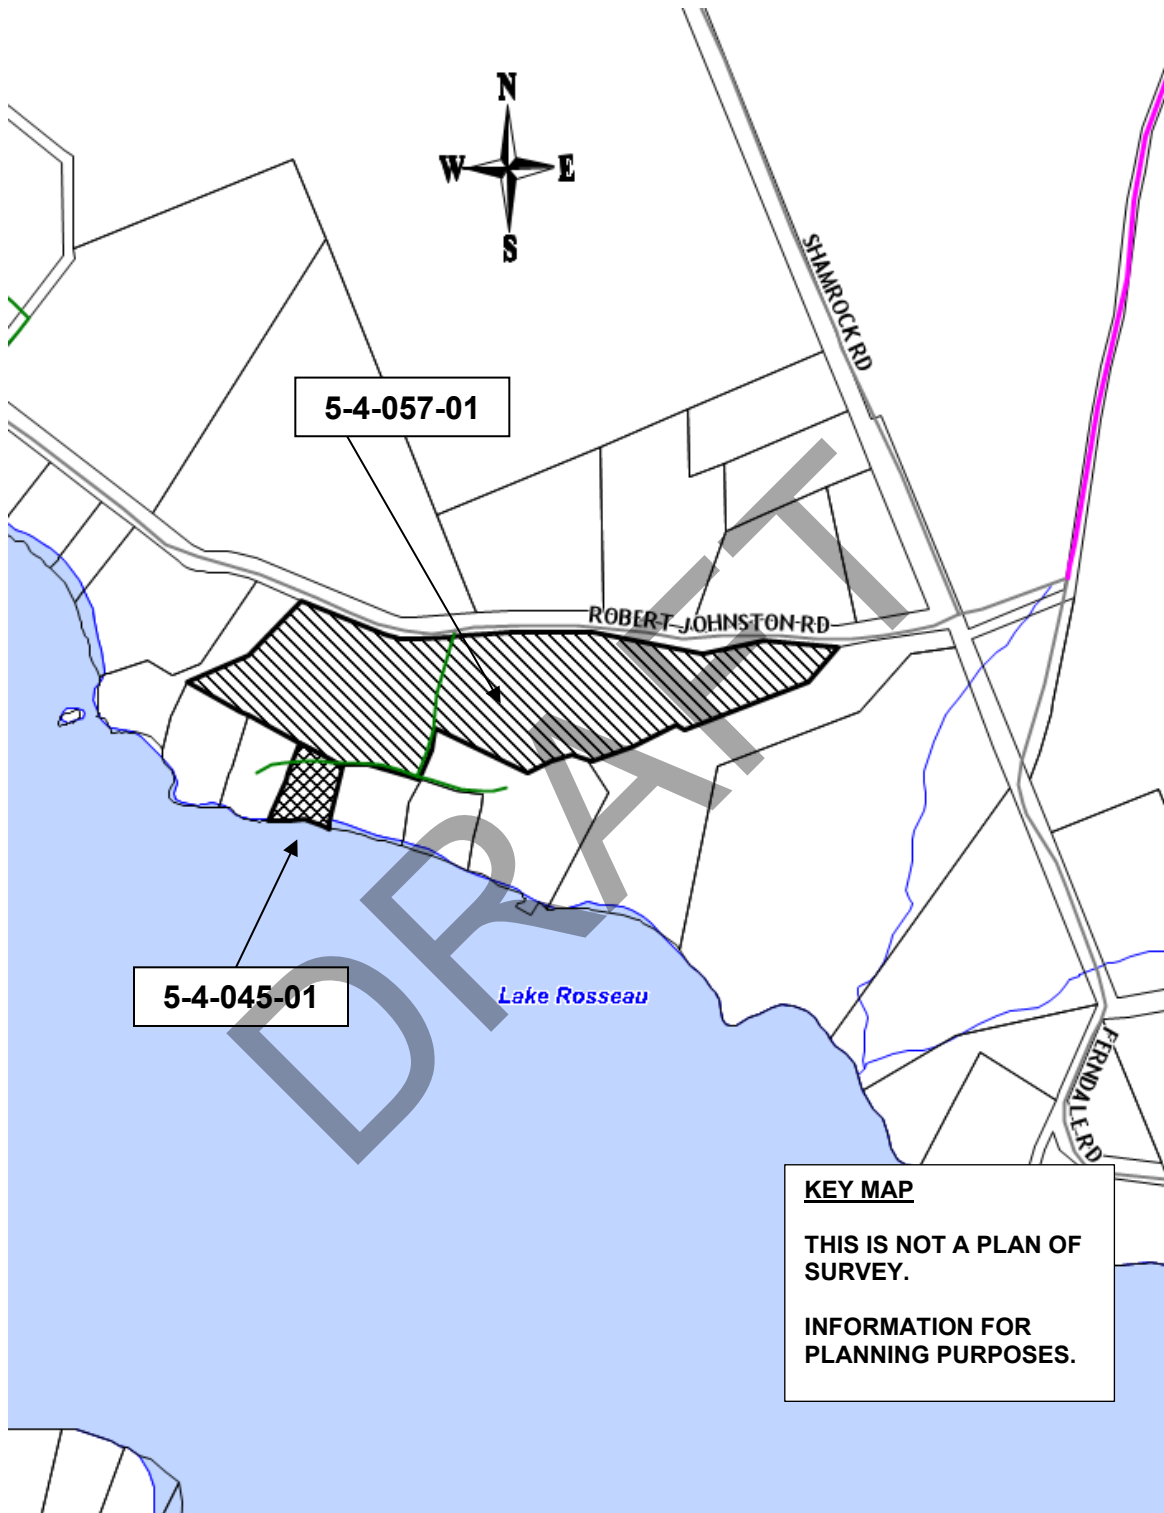 N
W E
S
SHAMROCK RD
5-4-057-01
ROBERT JOHNSTON RD
5-4-045-01
Lake Rosseau
FERNDALE RD
DRAFT
KEY MAP
THIS IS NOT A PLAN OF
SURVEY.
INFORMATION FOR
PLANNING PURPOSES.